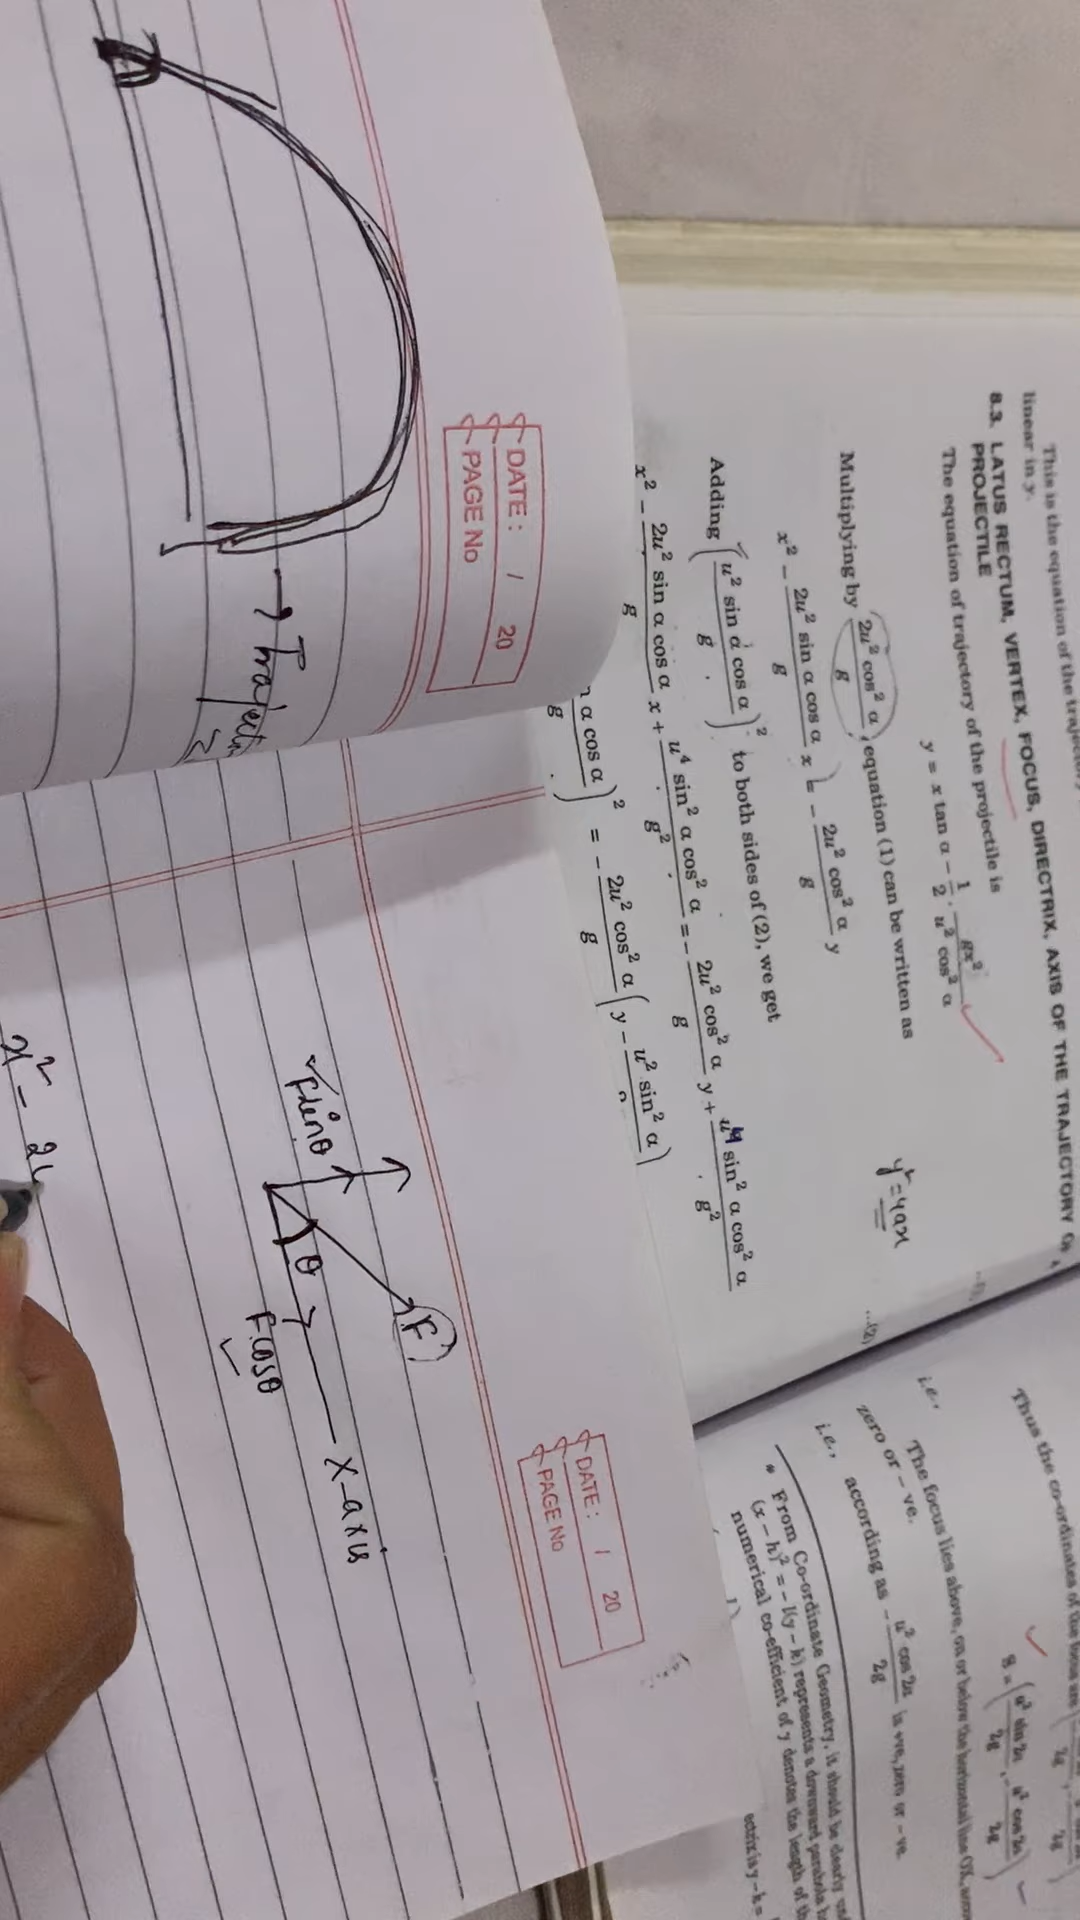 This is the equation of the
linear in y.
8.3. LATUS RECTUM, VERTEX, FOCUS, DIRECTRIX, AXIS OF THE TRAJECTORY
PROJECTILE
The equation of trajectory of the projectile is
y = x tan α − 1/2 · gx²/(u² cos² α)
y² = 4ax
Multiplying by 2u² cos² α/g, equation (1) can be written as
x² − (2u² sin α cos α/g) x = − (2u² cos² α/g) y ...(2)
Adding (u² sin α cos α/g)² to both sides of (2), we get
x² − (2u² sin α cos α/g) x + u⁴ sin² α cos² α/g² = − (2u² cos² α/g) y + u⁴ sin² α cos² α/g²
α cos α/g)² = − (2u² cos² α/g) (y − u² sin² α)
Thus the co-ordinates of the focus are
S = (u² sin 2α/2g, − u² cos 2α/2g)
i.e., The focus lies above, on or below the horizontal line OX,
zero or − ve.
i.e., according as − u² cos 2α/2g is +ve, zero or − ve.
* From Co-ordinate Geometry, it should be clearly
(x − h)² = − l(y − k) represents a downward parabola
numerical co-efficient of y denotes the length of
y − k =
DATE: / 20
PAGE No
→ Traject
DATE: / 20
PAGE No
F
F sinθ
θ
F cosθ
X-axis
x² − 2